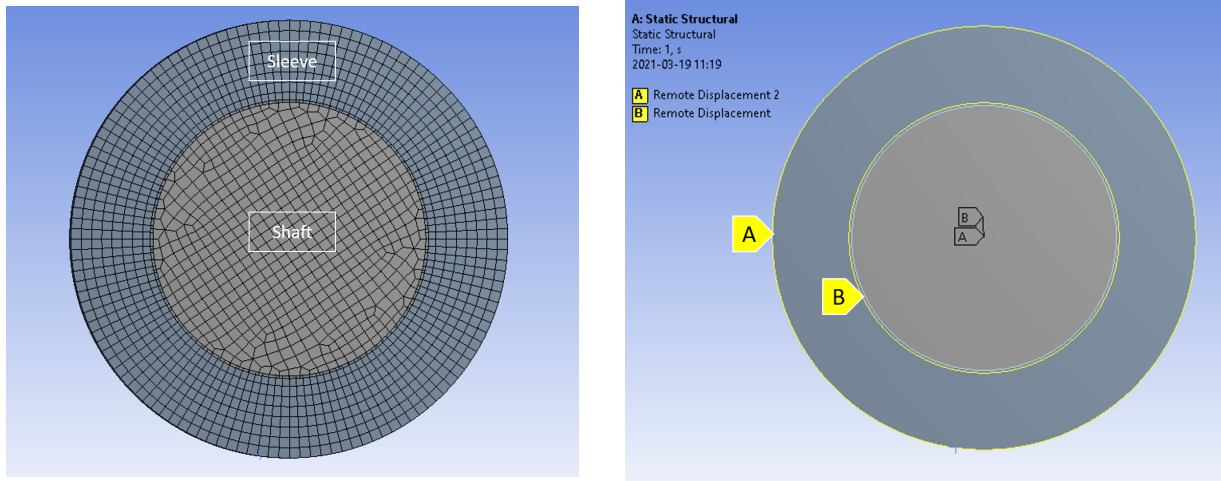 Sleeve
Shaft
A: Static Structural
Static Structural
Time: 1, s
2021-03-19 11:19
A Remote Displacement 2
B Remote Displacement
B
A
A
B